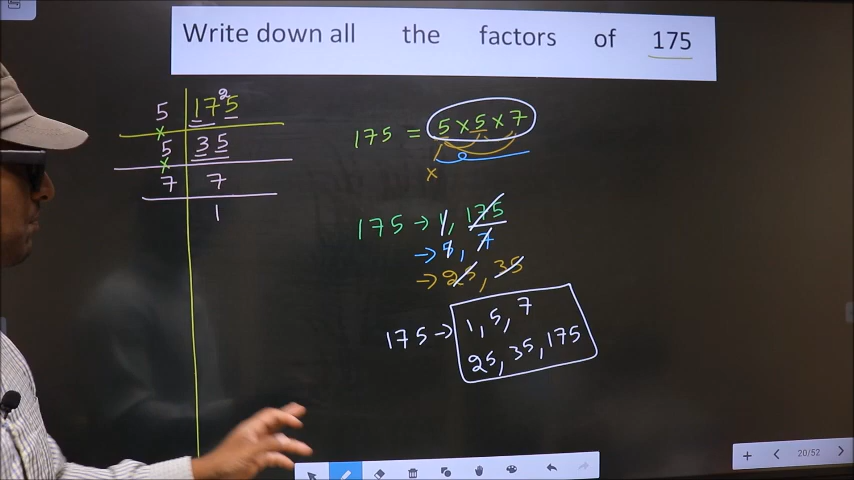 Write down all the factors of 175
5 175 2
5 35
7 7
1
175 = 5 x 5 x 7
x
175 → 1, 175
→ 5, 7
→ 25, 35
175 → 1, 5, 7
25, 35, 175
20/52